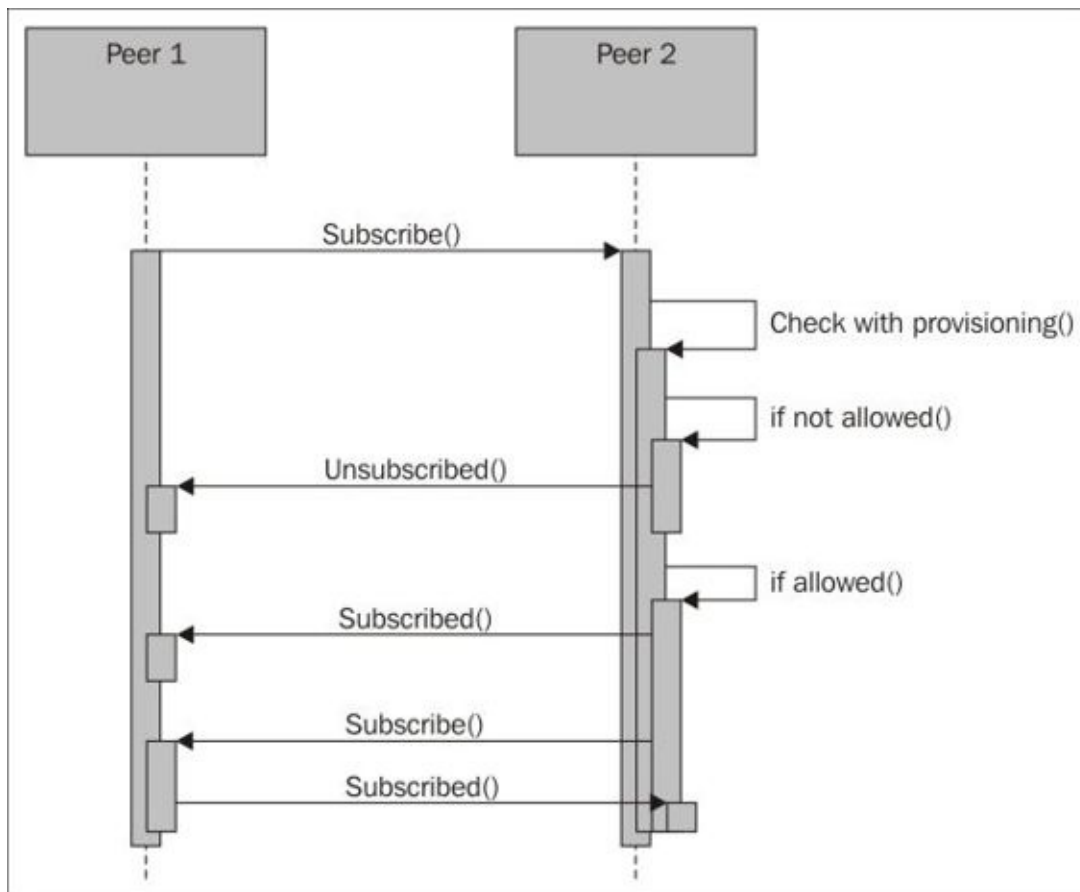 Peer 1
Peer 2
Subscribe()
Check with provisioning()
if not allowed()
Unsubscribed()
if allowed()
Subscribed()
Subscribe()
Subscribed()